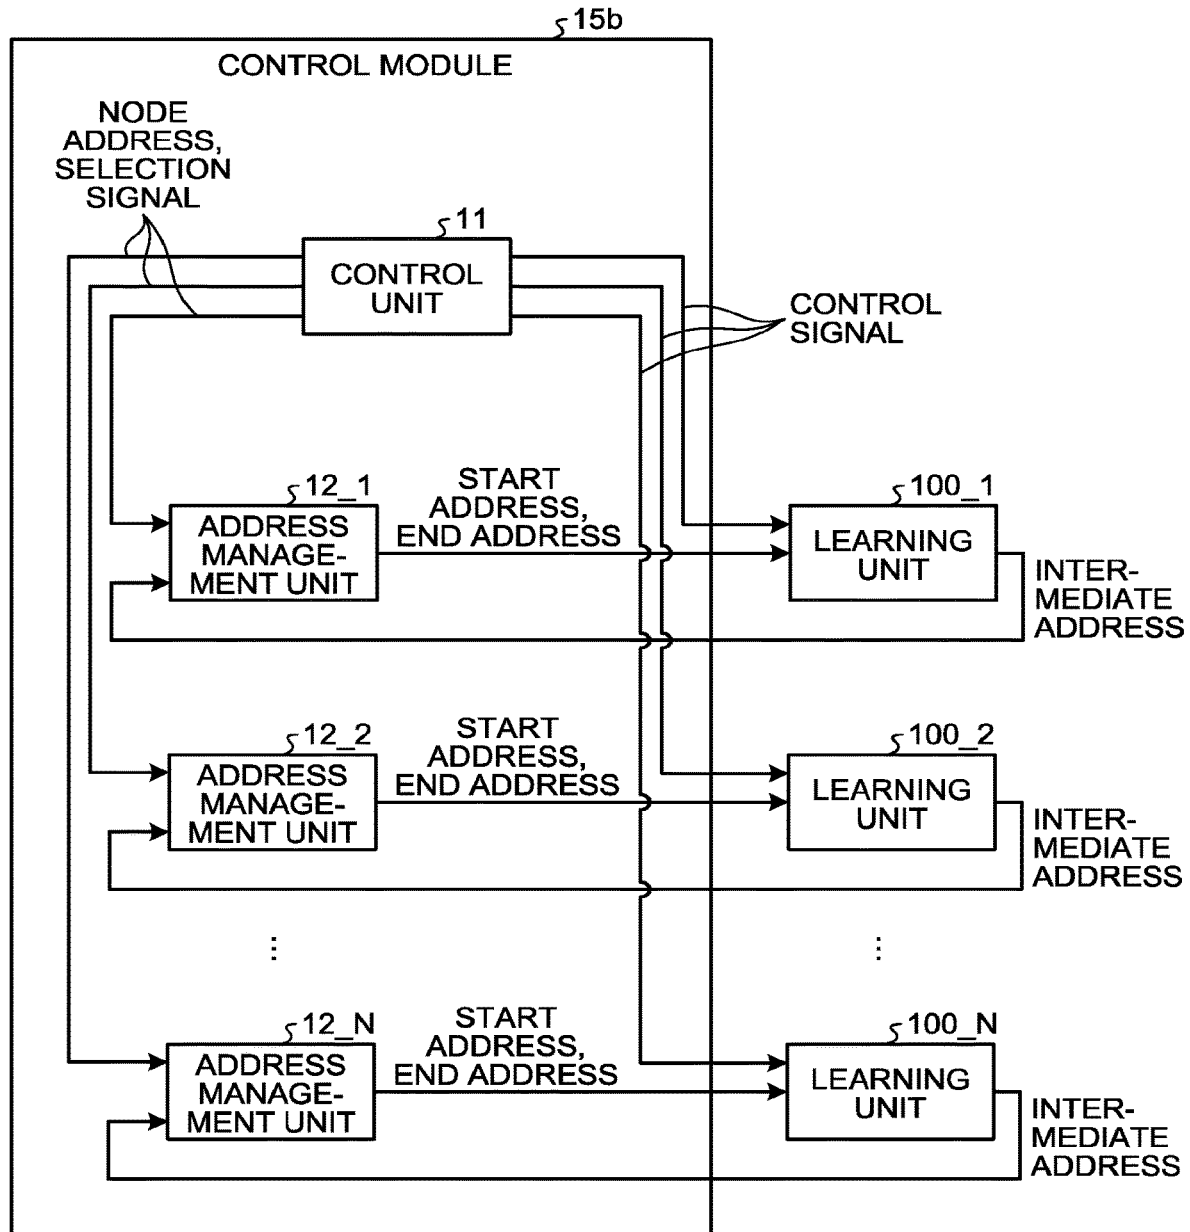 15b
CONTROL MODULE
NODE
ADDRESS,
SELECTION
SIGNAL
11
CONTROL
UNIT
CONTROL
SIGNAL
12_1
ADDRESS
MANAGE-
MENT UNIT
START
ADDRESS,
END ADDRESS
100_1
LEARNING
UNIT
INTER-
MEDIATE
ADDRESS
12_2
ADDRESS
MANAGE-
MENT UNIT
START
ADDRESS,
END ADDRESS
100_2
LEARNING
UNIT
INTER-
MEDIATE
ADDRESS
⋮
⋮
12_N
ADDRESS
MANAGE-
MENT UNIT
START
ADDRESS,
END ADDRESS
100_N
LEARNING
UNIT
INTER-
MEDIATE
ADDRESS